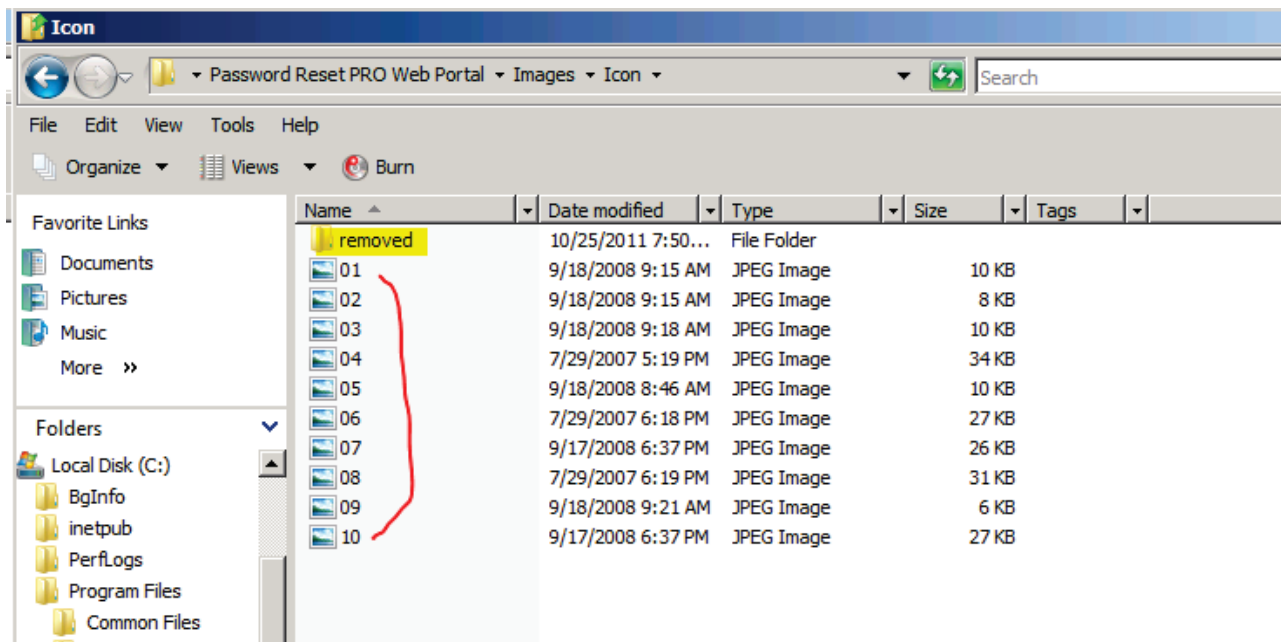 Icon
Password Reset PRO Web Portal Images Icon Search
File Edit View Tools Help
Organize Views Burn
Favorite Links
Documents
Pictures
Music
More »
Folders
Local Disk (C:)
BgInfo
inetpub
PerfLogs
Program Files
Common Files
Name Date modified Type Size Tags
removed 10/25/2011 7:50... File Folder
01 9/18/2008 9:15 AM JPEG Image 10 KB
02 9/18/2008 9:15 AM JPEG Image 8 KB
03 9/18/2008 9:18 AM JPEG Image 10 KB
04 7/29/2007 5:19 PM JPEG Image 34 KB
05 9/18/2008 8:46 AM JPEG Image 10 KB
06 7/29/2007 6:18 PM JPEG Image 27 KB
07 9/17/2008 6:37 PM JPEG Image 26 KB
08 7/29/2007 6:19 PM JPEG Image 31 KB
09 9/18/2008 9:21 AM JPEG Image 6 KB
10 9/17/2008 6:37 PM JPEG Image 27 KB